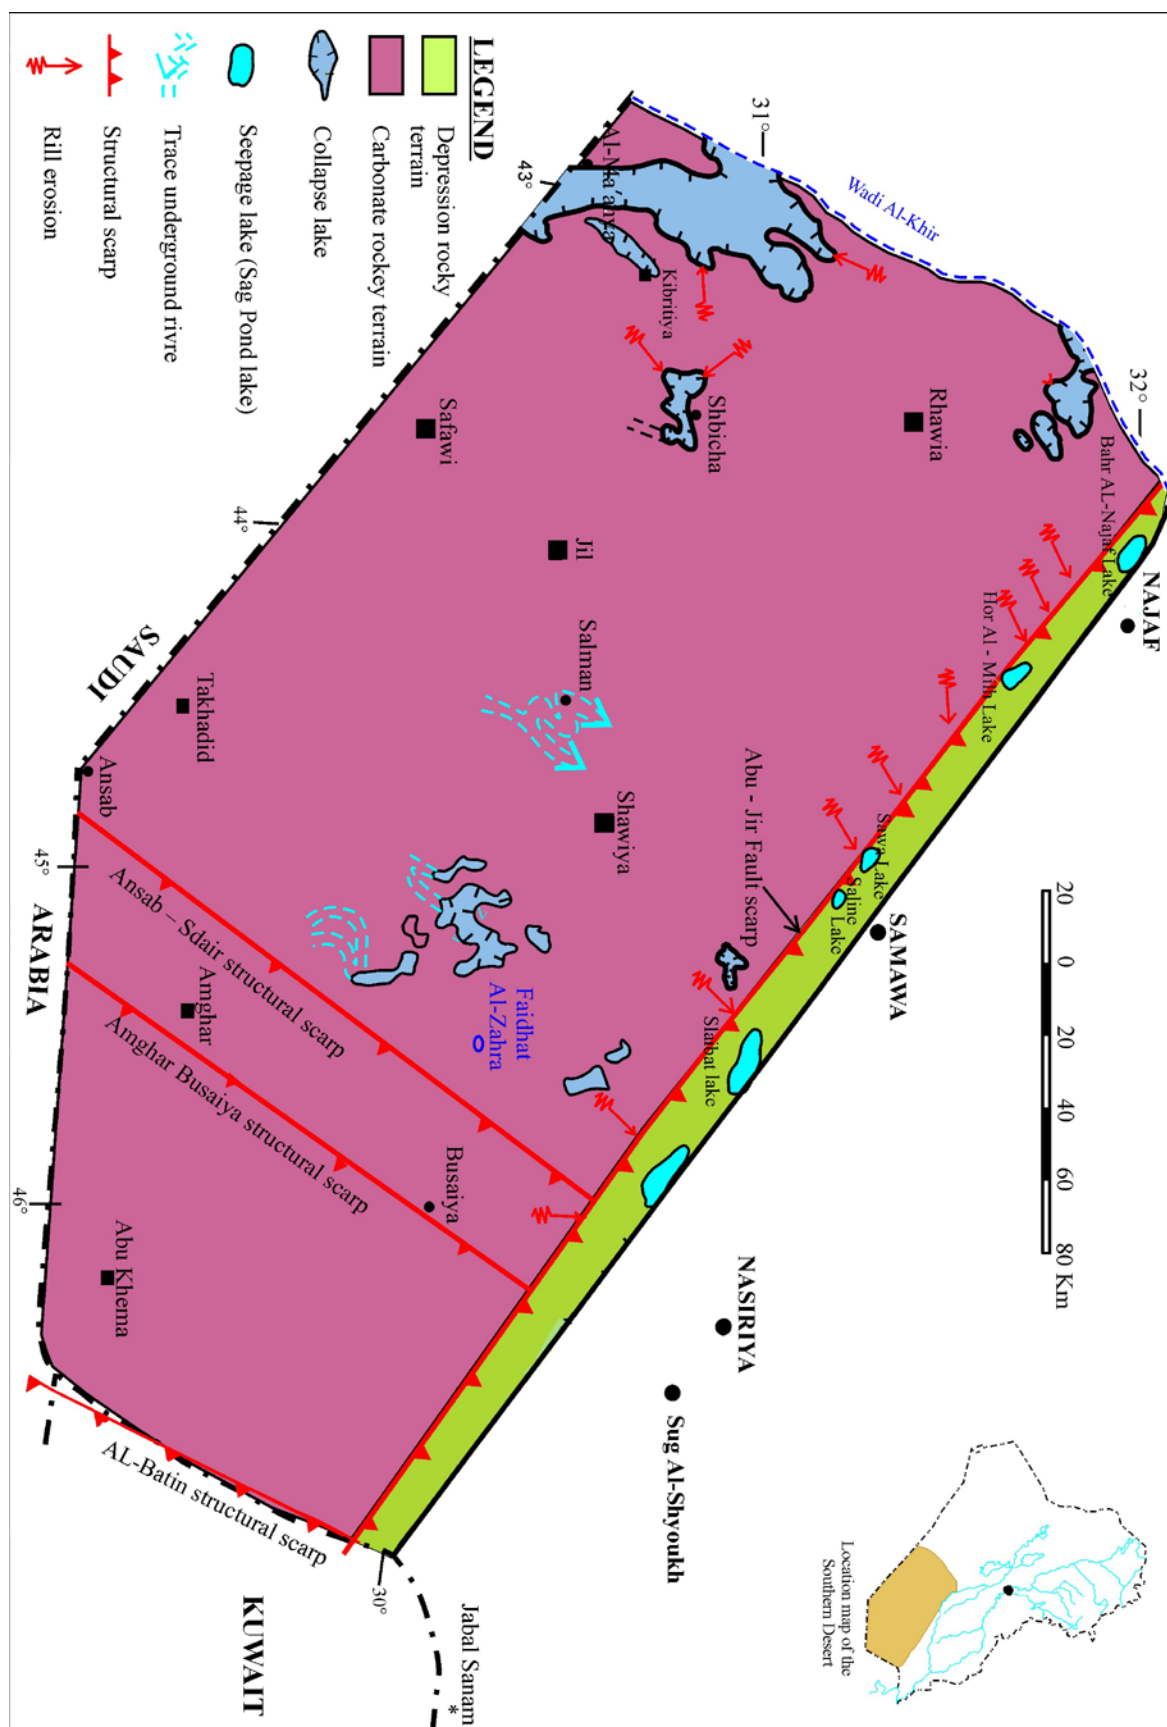 32°
31°
43°
44°
45°
46°
30°
NAJAF
SAMAWA
NASIRIYA
Sug Al-Shyoukh
20
0
20
40
60
80 Km
Location map of the
Southern Desert
Wadi Al-Khir
Bahr AL-Najaf Lake
Hor Al - Milh Lake
Sawa Lake
Saline
Lake
Slaibat lake
Abu - Jir Fault scarp
Rhawia
Shbicha
Kibritiya
Al-Ma'anya
Safawi
Jil
Salman
Shawiya
Takhadid
Ansab
Faidhat
Al-Zahra
Ansab – Sdair structural scarp
Amghar Busaiya structural scarp
Amghar
Busaiya
Abu Khema
AL-Batin structural scarp
SAUDI
ARABIA
KUWAIT
Jabal Sanam
*
LEGEND
Depression rocky
terrain
Carbonate rockey terrain
Collapse lake
Seepage lake (Sag Pond lake)
Trace underground rivre
Structural scarp
Rill erosion